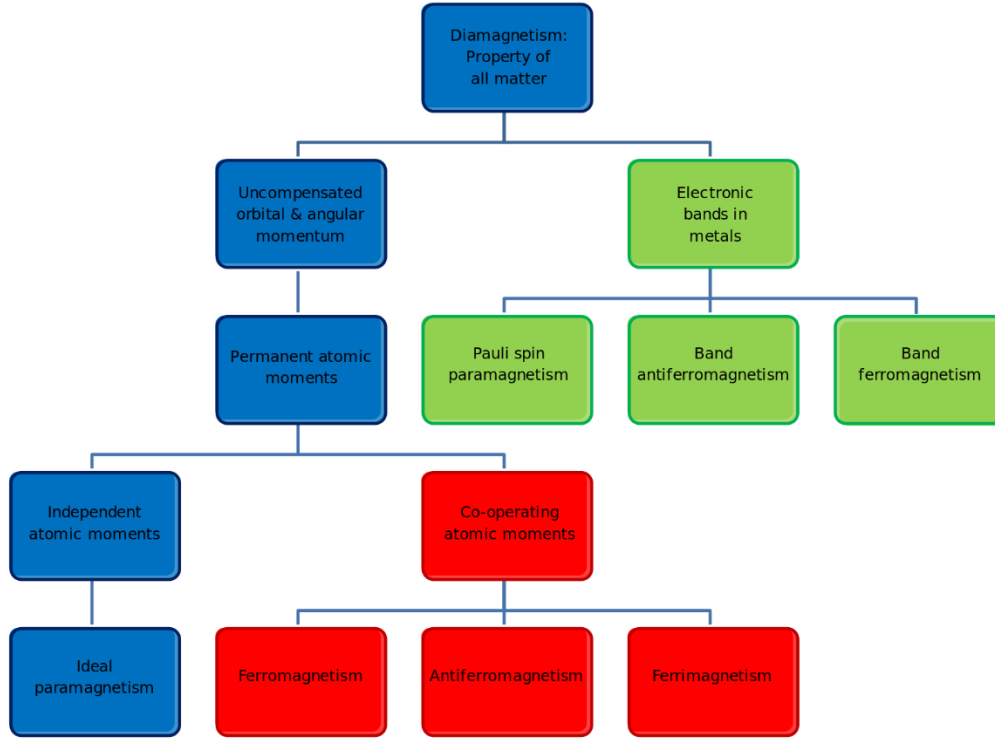 Diamagnetism:
Property of
all matter
Uncompensated
orbital & angular
momentum
Electronic
bands in
metals
Permanent atomic
moments
Pauli spin
paramagnetism
Band
antiferromagnetism
Band
ferromagnetism
Independent
atomic moments
Co-operating
atomic moments
Ideal
paramagnetism
Ferromagnetism
Antiferromagnetism
Ferrimagnetism